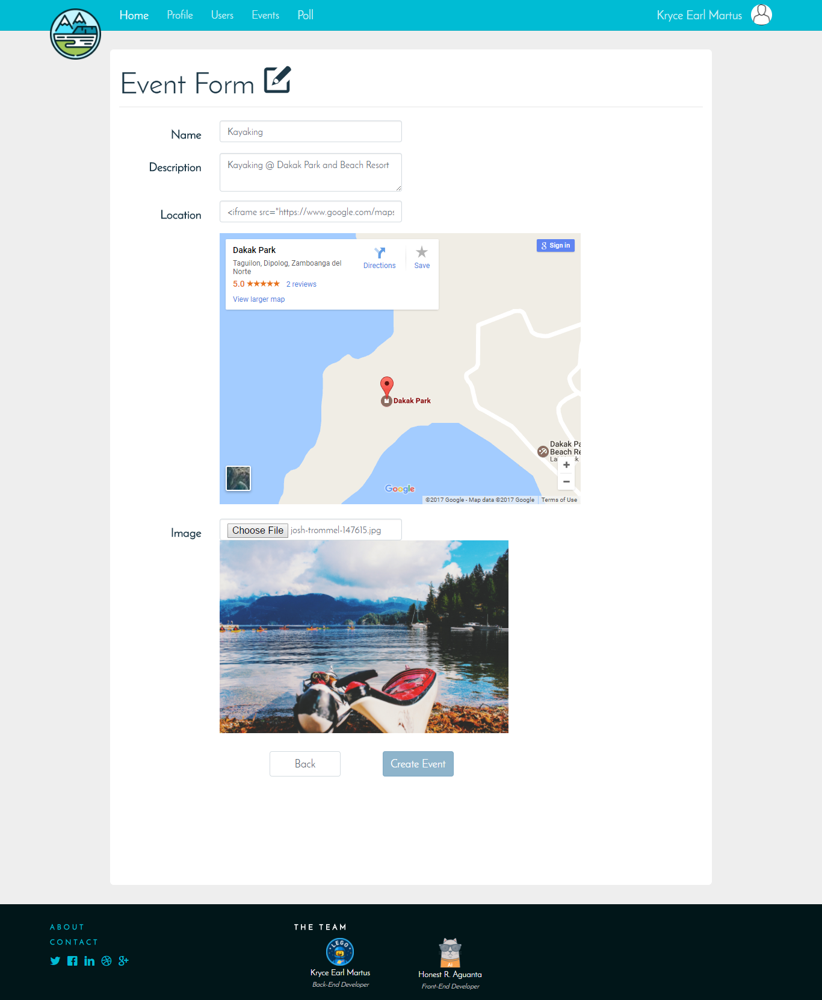 Home Profile Users Events Poll Kryce Earl Martus
Event Form
Name Kayaking
Description Kayaking @ Dakak Park and Beach Resort
Location <iframe src="https://www.google.com/maps
Dakak Park
Taguilon, Dipolog, Zamboanga del
Norte
5.0 2 reviews
View larger map
Directions Save
Sign in
Dakak Park
Dakak Pa
Beach Re
Google
©2017 Google - Map data ©2017 Google Terms of Use
Image Choose File josh-trommel-147615.jpg
Back Create Event
ABOUT
CONTACT
THE TEAM
LEGO
Kryce Earl Martus
Back-End Developer
Ai
Honest R. Aguanta
Front-End Developer